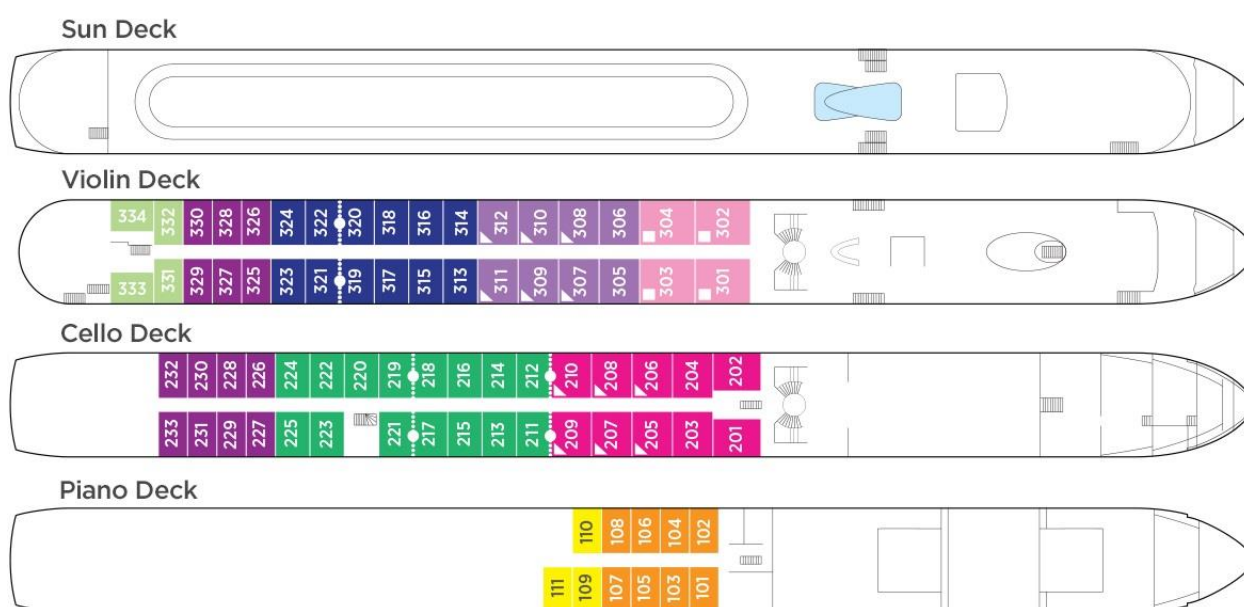 Sun Deck
Violin Deck
334 332 330 328 326 324 322 320 318 316 314 312 310 308 306 304 302
333 331 329 327 325 323 321 319 317 315 313 311 309 307 305 303 301
Cello Deck
232 230 228 226 224 222 220 219 218 216 214 212 210 208 206 204 202
233 231 229 227 225 223 221 217 215 213 211 209 207 205 203 201
Piano Deck
110 108 106 104 102
111 109 107 105 103 101